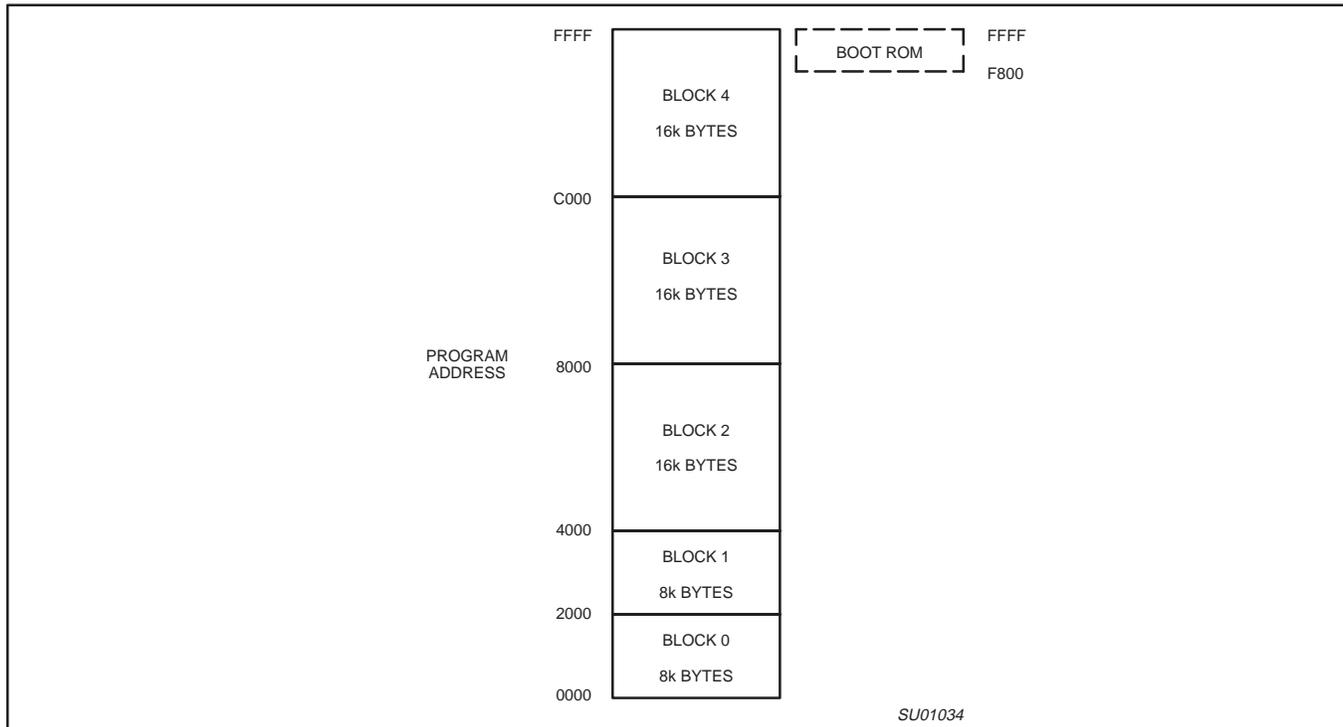 FFFF
BOOT ROM
FFFF
F800
BLOCK 4
16k BYTES
C000
BLOCK 3
16k BYTES
PROGRAM
ADDRESS
8000
BLOCK 2
16k BYTES
4000
BLOCK 1
8k BYTES
2000
BLOCK 0
8k BYTES
0000
SU01034